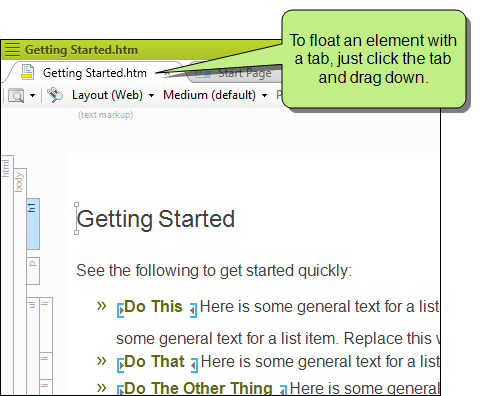 To float an element with
a tab, just click the tab
and drag down.
Getting Started.htm
Getting Started.htm
Start Page
Layout (Web)
Medium (default)
(text markup)
html
body
h1
Getting Started
p
See the following to get started quickly:
ul
li
» Do This Here is some general text for a list
some general text for a list item. Replace this
li
» Do That Here is some general text for a list
li
» Do The Other Thing Here is some general